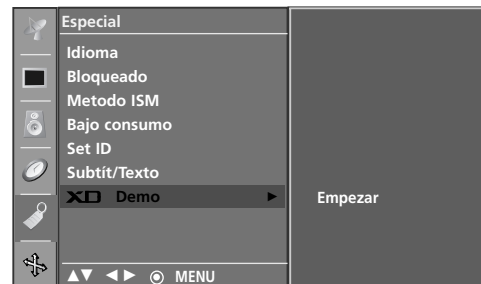 Especial
Idioma
Bloqueado
Metodo ISM
Bajo consumo
Set ID
Subtít/Texto
XD Demo ► Empezar
▲▼ ◄► ◉ MENU